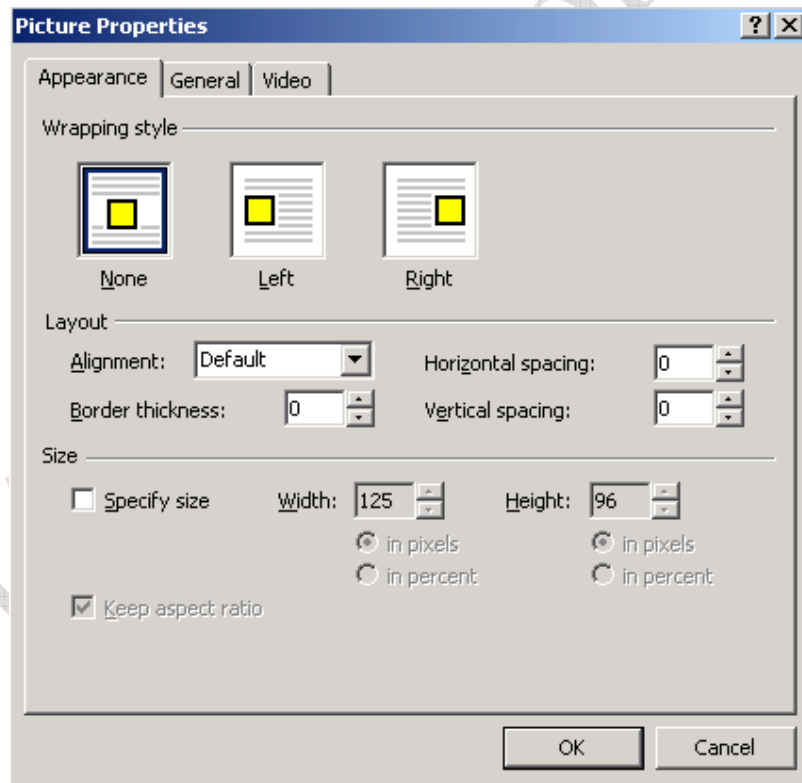 Picture Properties
Appearance General Video
Wrapping style
None Left Right
Layout
Alignment: Default Horizontal spacing: 0
Border thickness: 0 Vertical spacing: 0
Size
Specify size Width: 125 Height: 96
in pixels in pixels
in percent in percent
Keep aspect ratio
OK Cancel